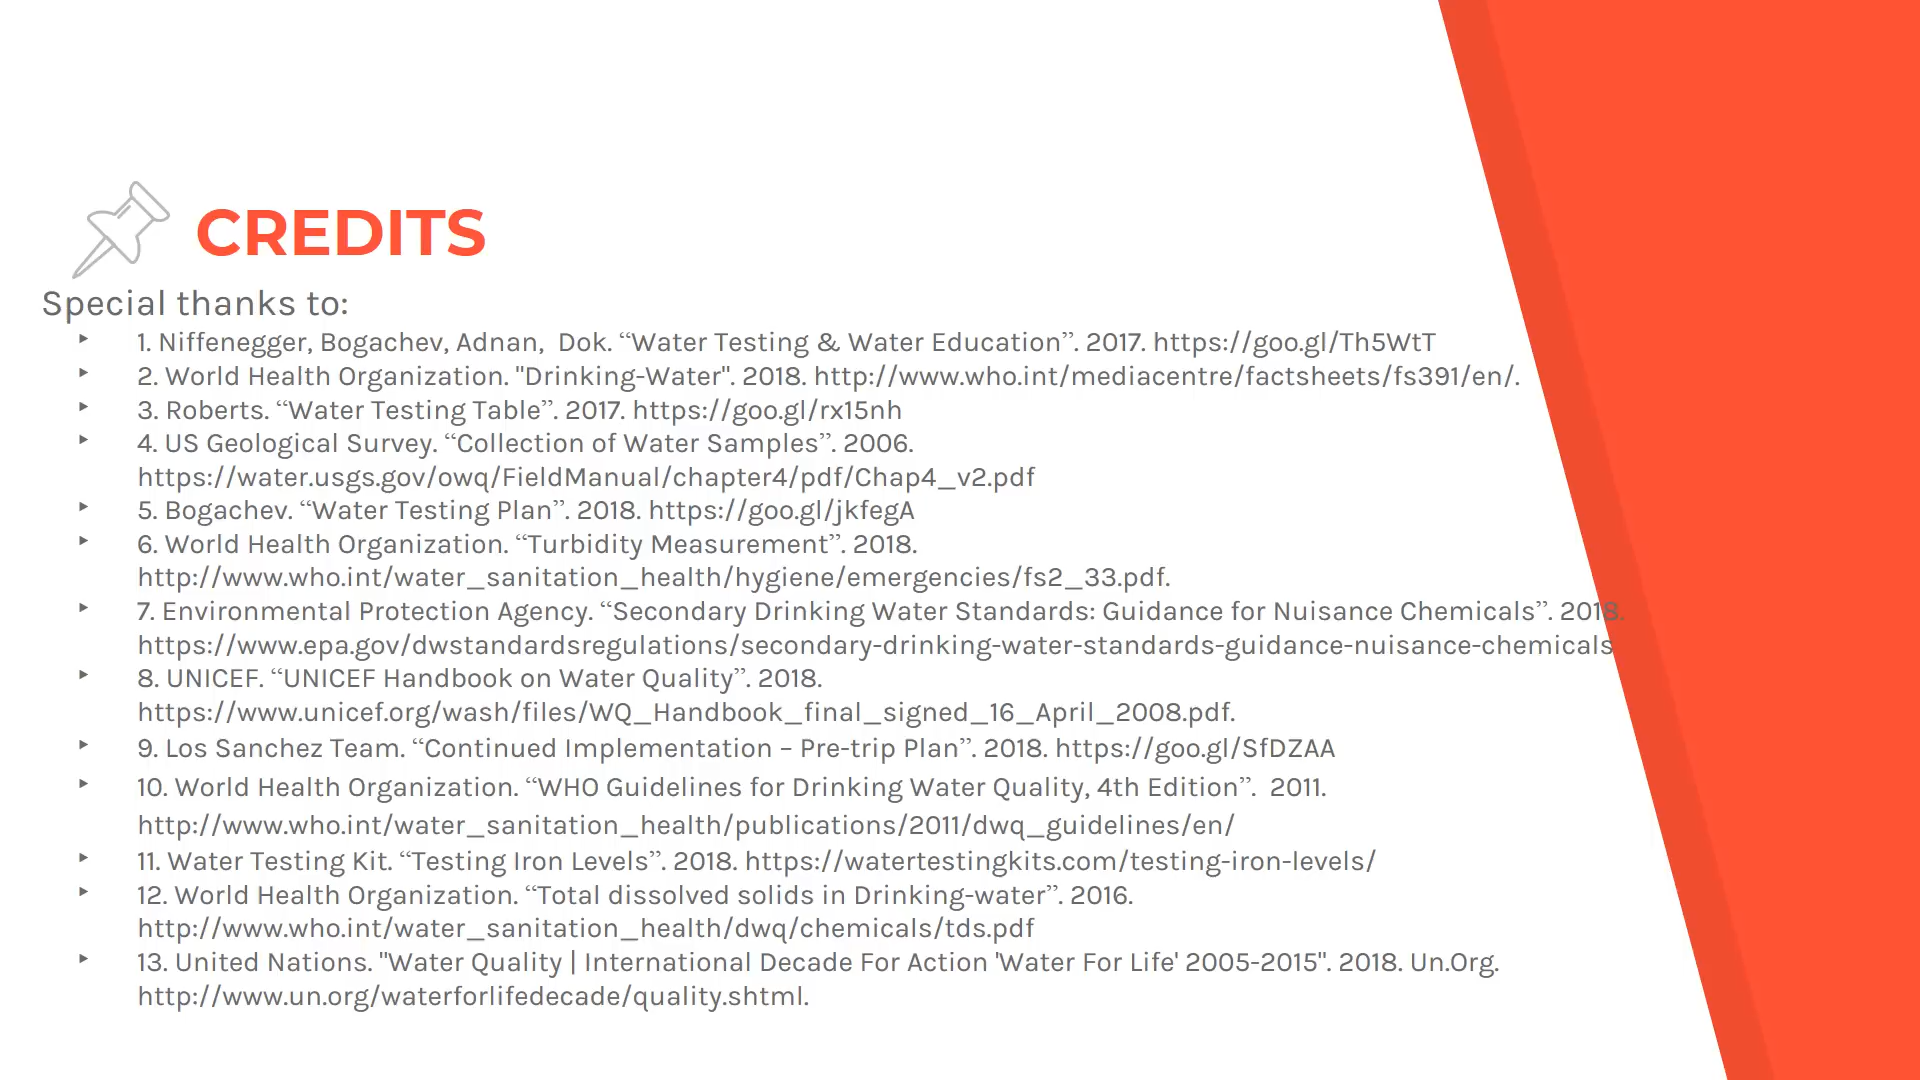 CREDITS
Special thanks to:
‣ 1. Niffenegger, Bogachev, Adnan,  Dok. “Water Testing & Water Education”. 2017. https://goo.gl/Th5WtT
‣ 2. World Health Organization. "Drinking-Water". 2018. http://www.who.int/mediacentre/factsheets/fs391/en/.
‣ 3. Roberts. “Water Testing Table”. 2017. https://goo.gl/rx15nh
‣ 4. US Geological Survey. “Collection of Water Samples”. 2006.
https://water.usgs.gov/owq/FieldManual/chapter4/pdf/Chap4_v2.pdf
‣ 5. Bogachev. “Water Testing Plan”. 2018. https://goo.gl/jkfegA
‣ 6. World Health Organization. “Turbidity Measurement”. 2018.
http://www.who.int/water_sanitation_health/hygiene/emergencies/fs2_33.pdf.
‣ 7. Environmental Protection Agency. “Secondary Drinking Water Standards: Guidance for Nuisance Chemicals”. 2018.
https://www.epa.gov/dwstandardsregulations/secondary-drinking-water-standards-guidance-nuisance-chemicals
‣ 8. UNICEF. “UNICEF Handbook on Water Quality”. 2018.
https://www.unicef.org/wash/files/WQ_Handbook_final_signed_16_April_2008.pdf.
‣ 9. Los Sanchez Team. “Continued Implementation – Pre-trip Plan”. 2018. https://goo.gl/SfDZAA
‣ 10. World Health Organization. “WHO Guidelines for Drinking Water Quality, 4th Edition”.  2011.
http://www.who.int/water_sanitation_health/publications/2011/dwq_guidelines/en/
‣ 11. Water Testing Kit. “Testing Iron Levels”. 2018. https://watertestingkits.com/testing-iron-levels/
‣ 12. World Health Organization. “Total dissolved solids in Drinking-water”. 2016.
http://www.who.int/water_sanitation_health/dwq/chemicals/tds.pdf
‣ 13. United Nations. "Water Quality | International Decade For Action 'Water For Life' 2005-2015". 2018. Un.Org.
http://www.un.org/waterforlifedecade/quality.shtml.